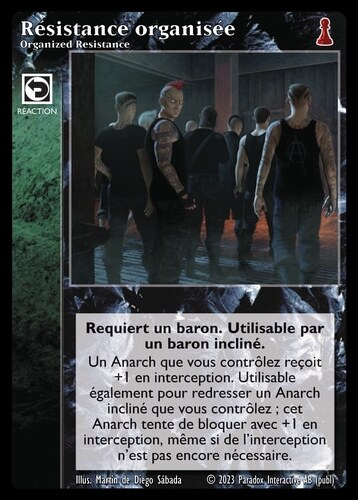 Résistance organisée
Organized Resistance
RÉACTION
Requiert un baron. Utilisable par
un baron incliné.
Un Anarch que vous contrôlez reçoit
+1 en interception. Utilisable
également pour redresser un Anarch
incliné que vous contrôlez ; cet
Anarch tente de bloquer avec +1 en
interception, même si de l'interception
n'est pas encore nécessaire.
Illus. Martín de Diego Sábada
© 2023 Paradox Interactive AB (publ)